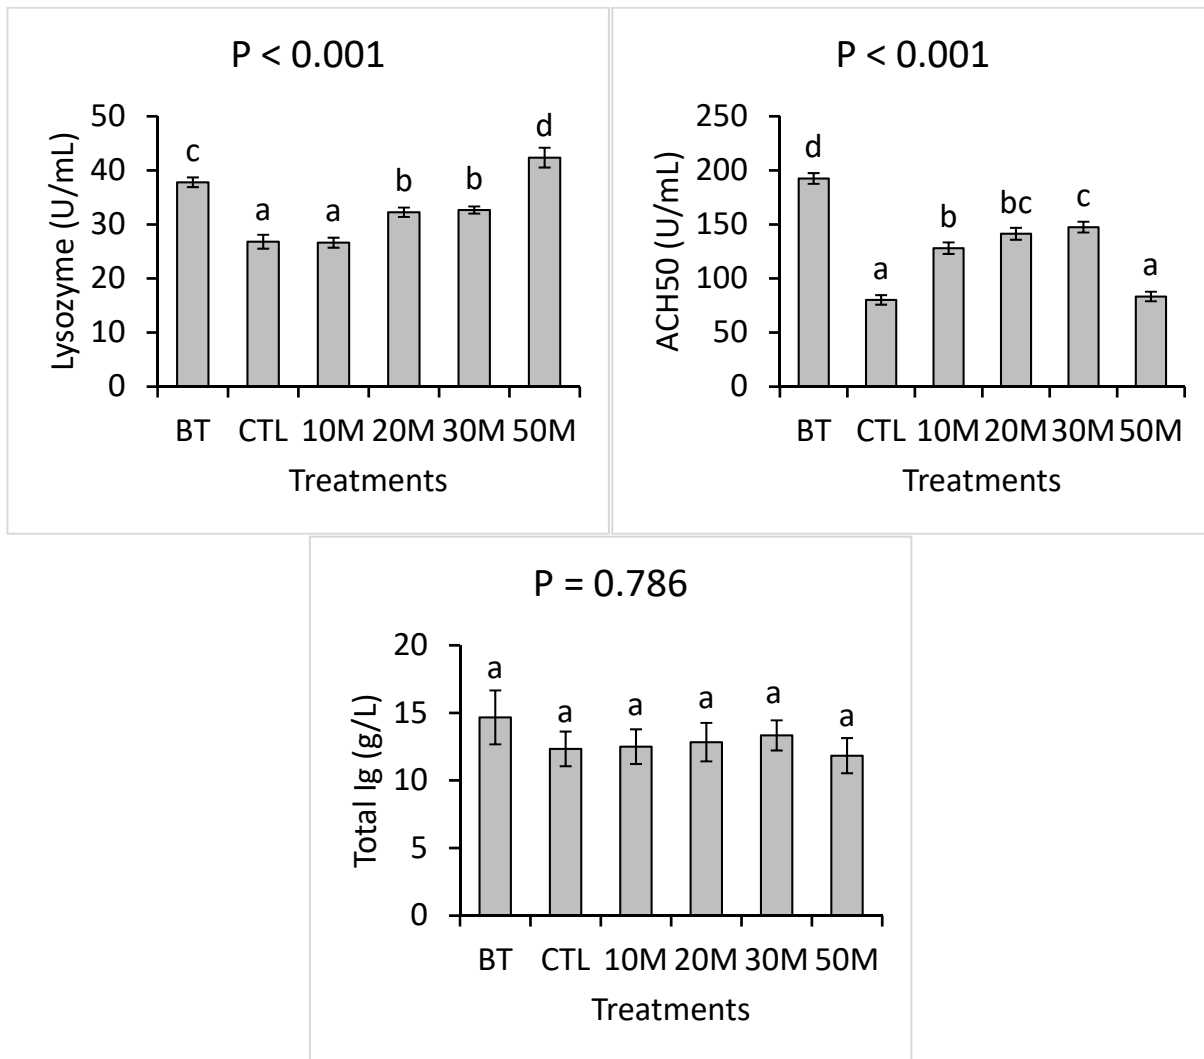 P < 0.001
Lysozyme (U/mL)
50
40
30
20
10
0
c
a
a
b
b
d
BT CTL 10M 20M 30M 50M
Treatments
P < 0.001
ACH50 (U/mL)
250
200
150
100
50
0
d
a
b
bc
c
a
BT CTL 10M 20M 30M 50M
Treatments
P = 0.786
Total Ig (g/L)
20
15
10
5
0
a
a
a
a
a
a
BT CTL 10M 20M 30M 50M
Treatments